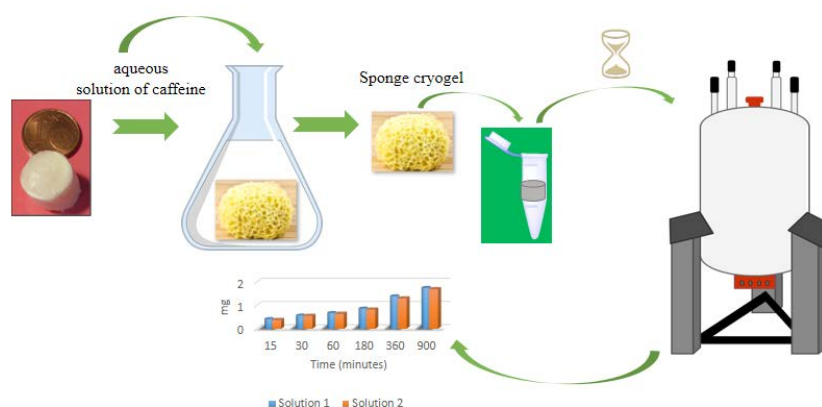 aqueous
solution of caffeine
Sponge cryogel
mg
2
1
0
15 30 60 180 360 900
Time (minutes)
Solution 1 Solution 2